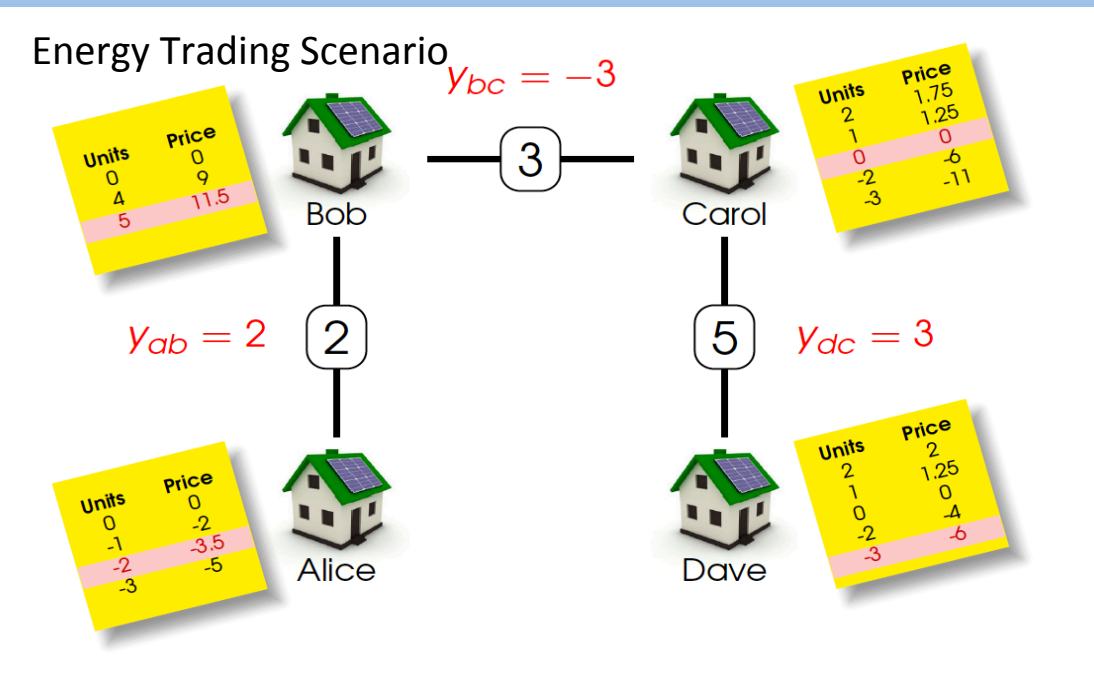 Energy Trading Scenario
y_bc = −3
Units Price
0 0
4 9
5 11.5
Bob
3
Carol
Units Price
2 1.75
1 1.25
0 0
-2 -6
-3 -11
y_ab = 2
2
5
y_dc = 3
Units Price
0 0
-1 -2
-2 -3.5
-3 -5
Alice
Dave
Units Price
2 2
1 1.25
0 0
-2 -4
-3 -6